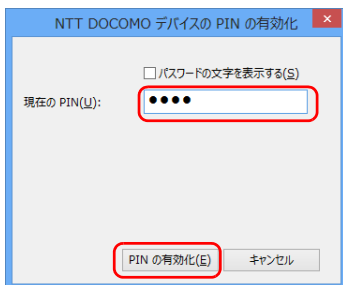 NTT DOCOMO デバイスの PIN の有効化
パスワードの文字を表示する(S)
現在の PIN(U): ●●●●
PIN の有効化(E) キャンセル